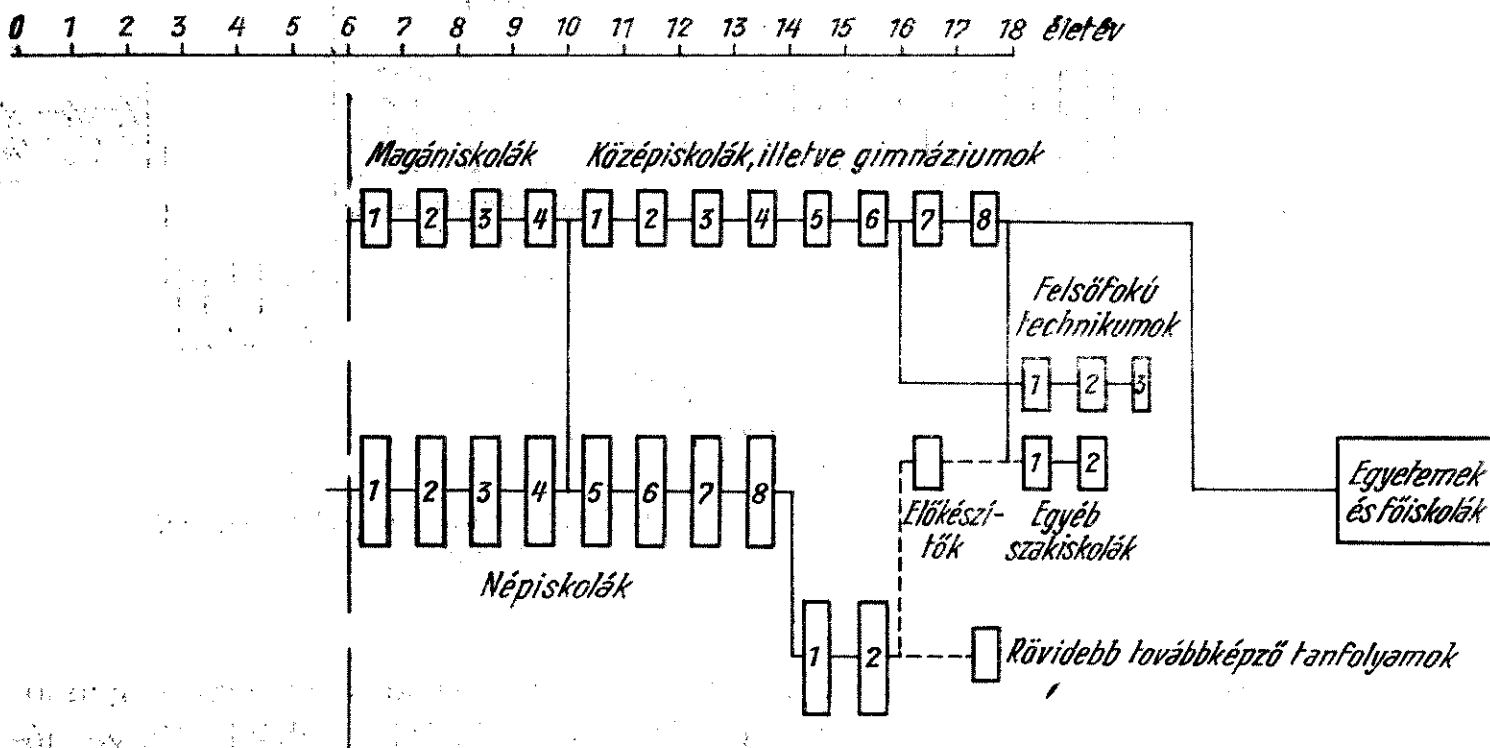 0 1 2 3 4 5 6 7 8 9 10 11 12 13 14 15 16 17 18 életév
Magániskolák Középiskolák, illetve gimnáziumok
1 2 3 4 1 2 3 4 5 6 7 8
Felsőfokú
technikumok
1 2 3
1 2 3 4 5 6 7 8
1 2
Előkészí-
tők
Egyéb
szakiskolák
Egyetemek
és főiskolák
Népiskolák
1 2
Rövidebb továbbképző tanfolyamok